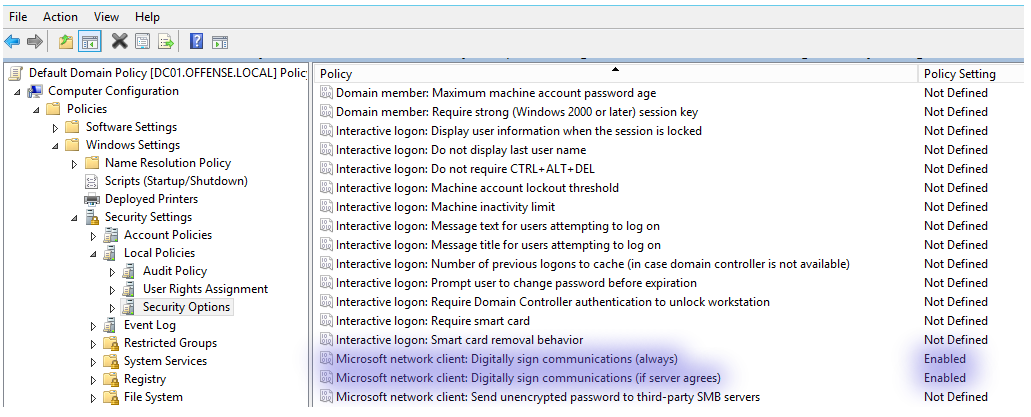 File Action View Help
Default Domain Policy [DC01.OFFENSE.LOCAL] Policy
Computer Configuration
Policies
Software Settings
Windows Settings
Name Resolution Policy
Scripts (Startup/Shutdown)
Deployed Printers
Security Settings
Account Policies
Local Policies
Audit Policy
User Rights Assignment
Security Options
Event Log
Restricted Groups
System Services
Registry
File System
Policy Policy Setting
Domain member: Maximum machine account password age Not Defined
Domain member: Require strong (Windows 2000 or later) session key Not Defined
Interactive logon: Display user information when the session is locked Not Defined
Interactive logon: Do not display last user name Not Defined
Interactive logon: Do not require CTRL+ALT+DEL Not Defined
Interactive logon: Machine account lockout threshold Not Defined
Interactive logon: Machine inactivity limit Not Defined
Interactive logon: Message text for users attempting to log on Not Defined
Interactive logon: Message title for users attempting to log on Not Defined
Interactive logon: Number of previous logons to cache (in case domain controller is not available) Not Defined
Interactive logon: Prompt user to change password before expiration Not Defined
Interactive logon: Require Domain Controller authentication to unlock workstation Not Defined
Interactive logon: Require smart card Not Defined
Interactive logon: Smart card removal behavior Not Defined
Microsoft network client: Digitally sign communications (always) Enabled
Microsoft network client: Digitally sign communications (if server agrees) Enabled
Microsoft network client: Send unencrypted password to third-party SMB servers Not Defined